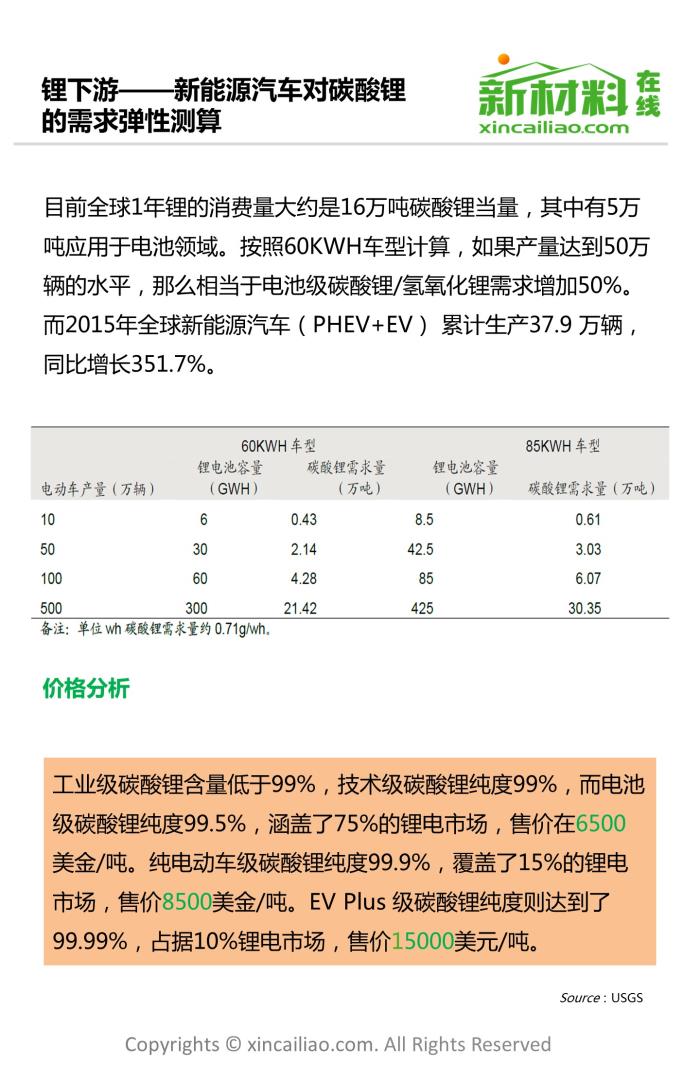 锂下游——新能源汽车对碳酸锂
的需求弹性测算
新材料在线
xincailiao.com
目前全球1年锂的消费量大约是16万吨碳酸锂当量，其中有5万
吨应用于电池领域。按照60KWH车型计算，如果产量达到50万
辆的水平，那么相当于电池级碳酸锂/氢氧化锂需求增加50%。
而2015年全球新能源汽车（PHEV+EV） 累计生产37.9 万辆，
同比增长351.7%。
60KWH 车型 85KWH 车型
锂电池容量 碳酸锂需求量 锂电池容量
电动车产量（万辆） （GWH） （万吨） （GWH） 碳酸锂需求量（万吨）
10 6 0.43 8.5 0.61
50 30 2.14 42.5 3.03
100 60 4.28 85 6.07
500 300 21.42 425 30.35
备注：单位 wh 碳酸锂需求量约 0.71g/wh。
价格分析
工业级碳酸锂含量低于99%，技术级碳酸锂纯度99%，而电池
级碳酸锂纯度99.5%，涵盖了75%的锂电市场，售价在6500
美金/吨。纯电动车级碳酸锂纯度99.9%，覆盖了15%的锂电
市场，售价8500美金/吨。EV Plus 级碳酸锂纯度则达到了
99.99%，占据10%锂电市场，售价15000美元/吨。
Source：USGS
Copyrights © xincailiao.com. All Rights Reserved